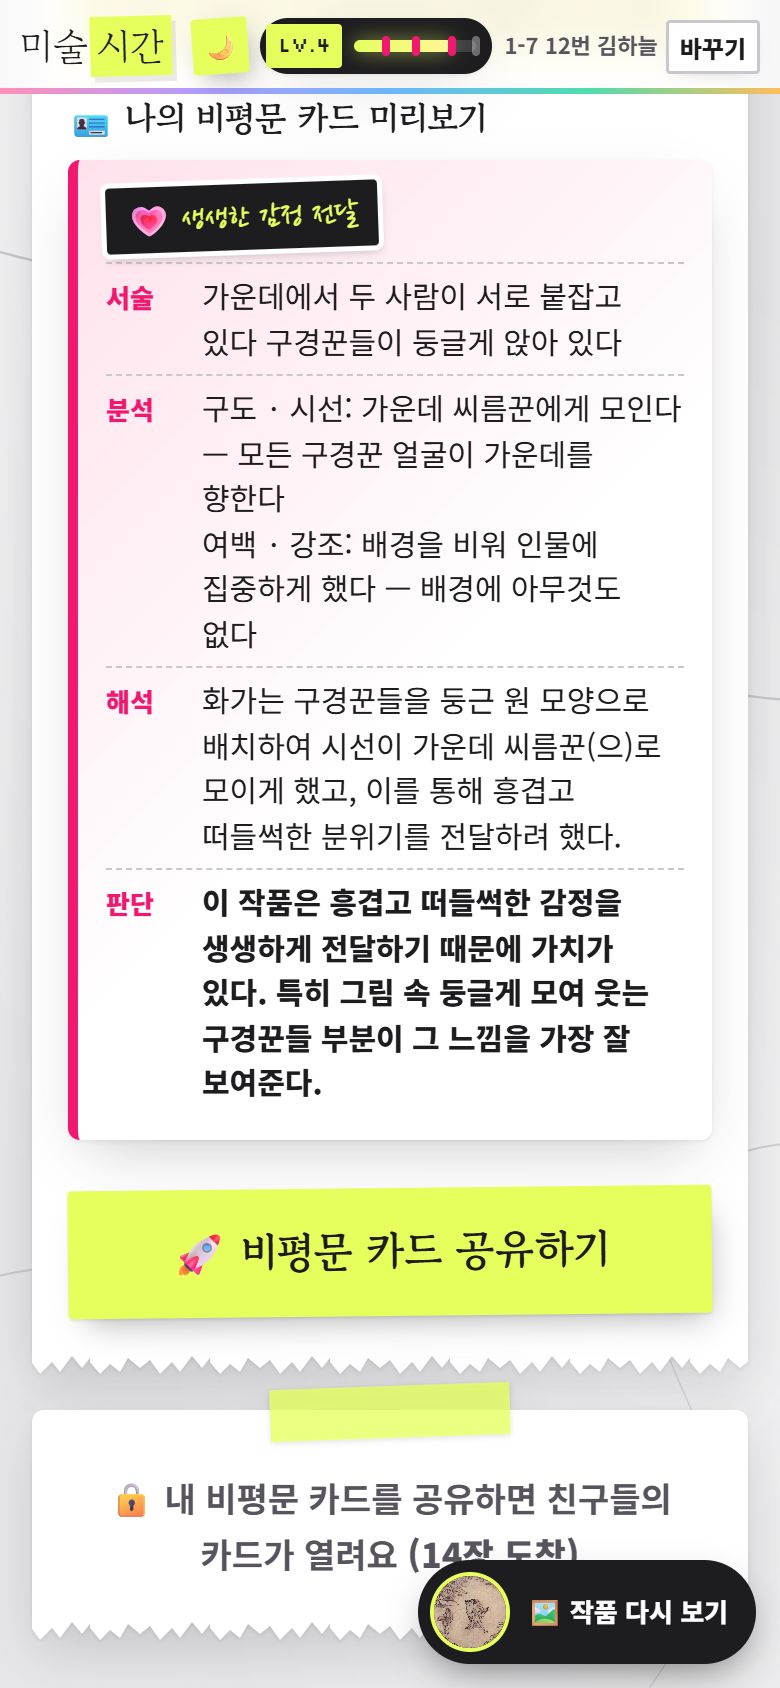 미술 시간
LV.4
1-7 12번 김하늘
바꾸기
나의 비평문 카드 미리보기
생생한 감정 전달
서술
가운데에서 두 사람이 서로 붙잡고
있다 구경꾼들이 둥글게 앉아 있다
분석
구도 · 시선: 가운데 씨름꾼에게 모인다
— 모든 구경꾼 얼굴이 가운데를
향한다
여백 · 강조: 배경을 비워 인물에
집중하게 했다 — 배경에 아무것도
없다
해석
화가는 구경꾼들을 둥근 원 모양으로
배치하여 시선이 가운데 씨름꾼(으)로
모이게 했고, 이를 통해 흥겹고
떠들썩한 분위기를 전달하려 했다.
판단
이 작품은 흥겹고 떠들썩한 감정을
생생하게 전달하기 때문에 가치가
있다. 특히 그림 속 둥글게 모여 웃는
구경꾼들 부분이 그 느낌을 가장 잘
보여준다.
비평문 카드 공유하기
내 비평문 카드를 공유하면 친구들의
카드가 열려요 (14장 도착)
작품 다시 보기